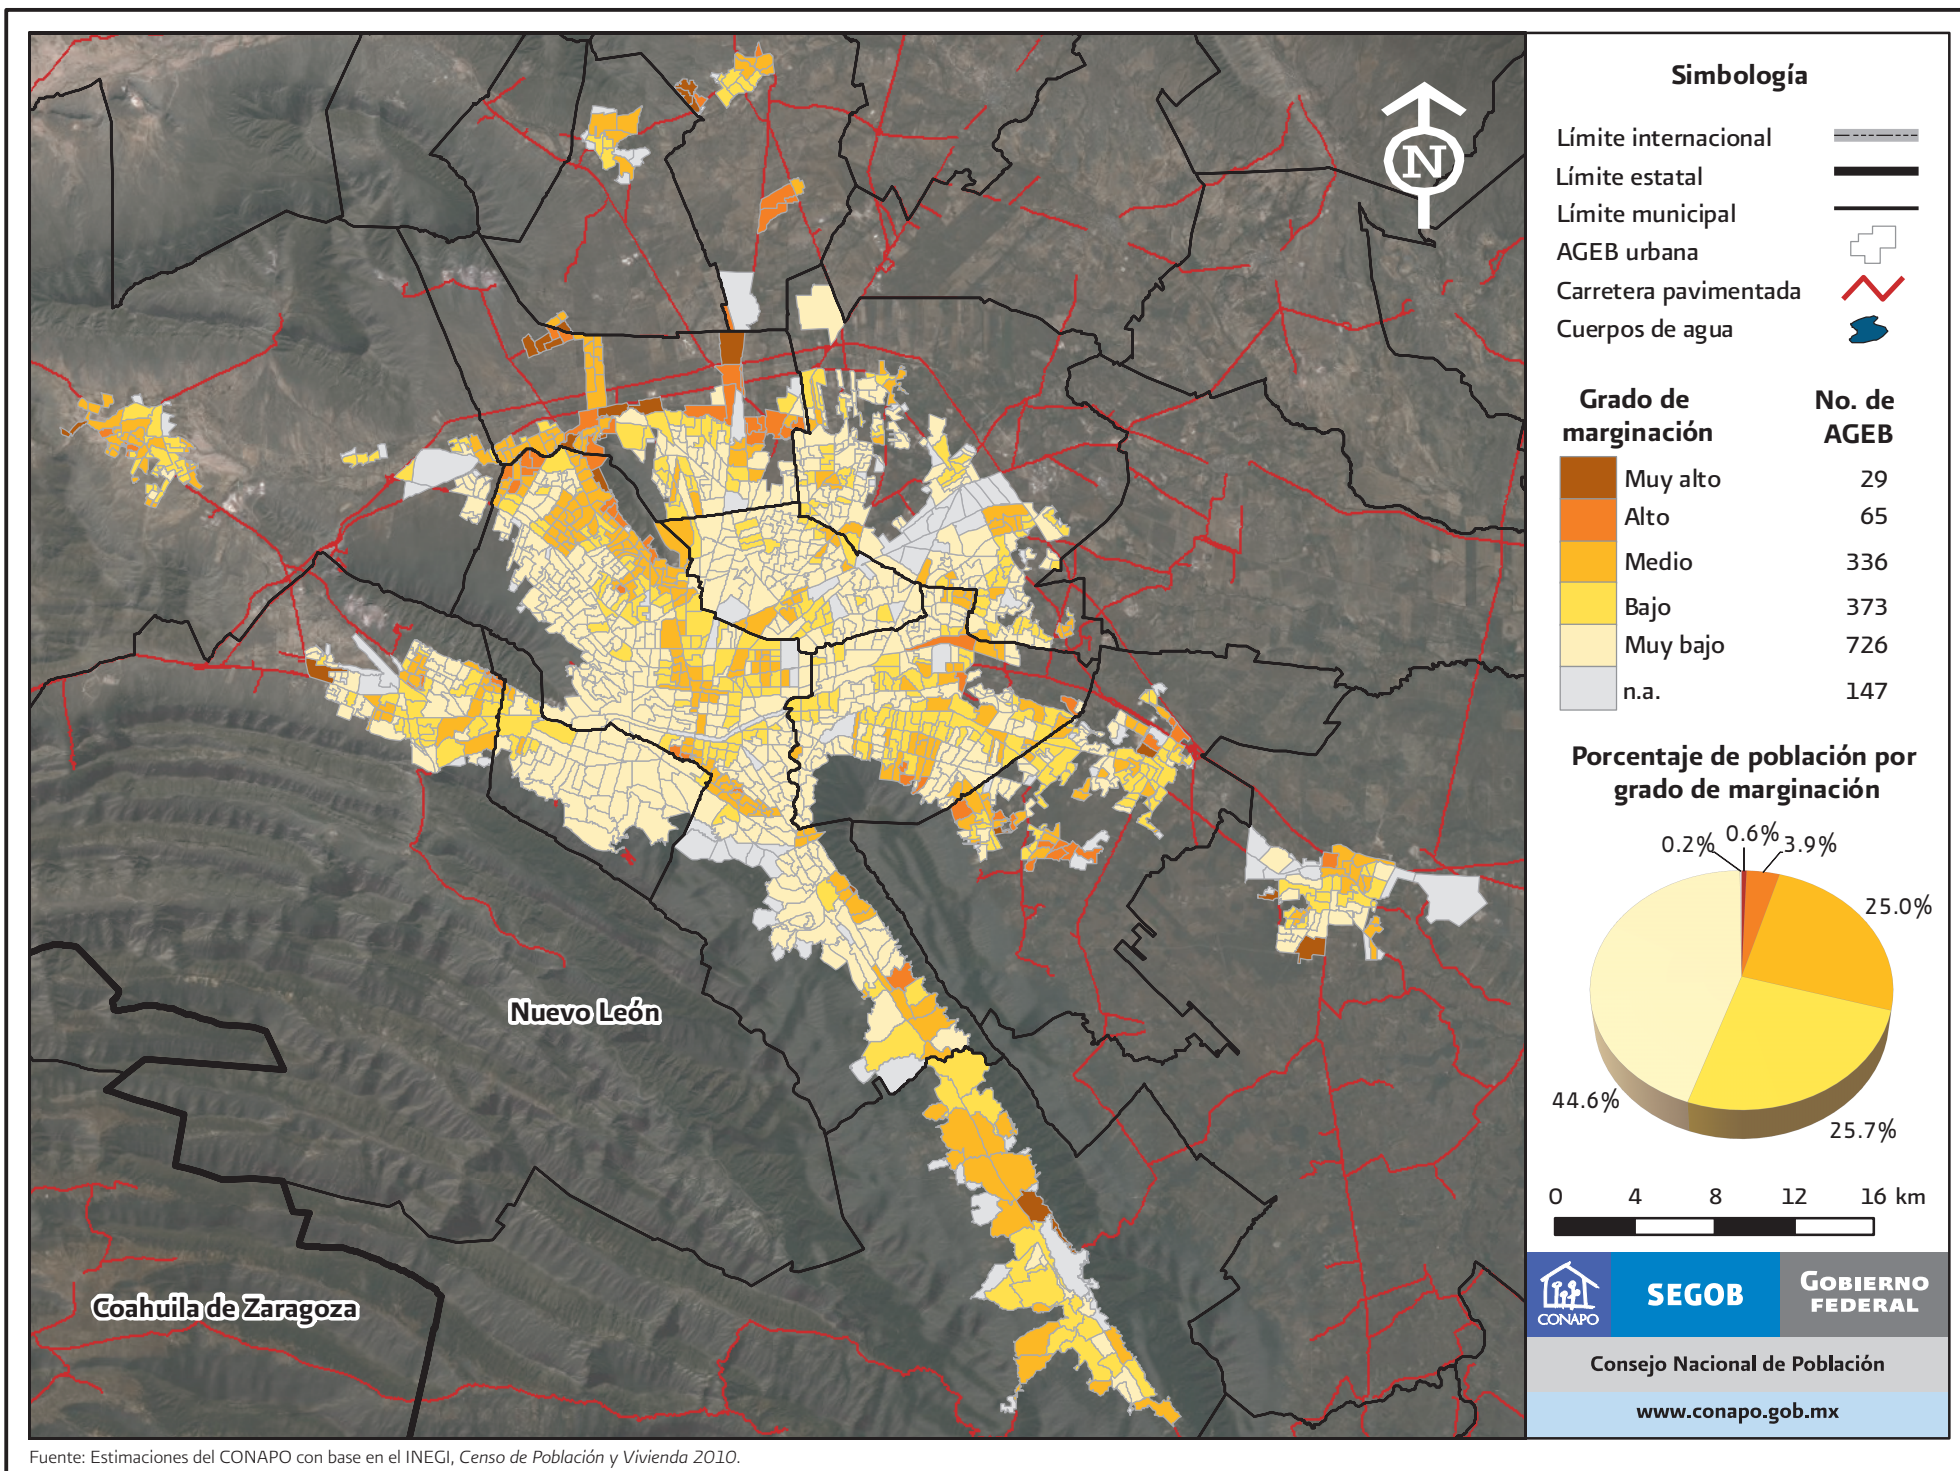 N
Nuevo León
Coahuila de Zaragoza
Simbología
Límite internacional
Límite estatal
Límite municipal
AGEB urbana
Carretera pavimentada
Cuerpos de agua
Grado de marginación
No. de AGEB
Muy alto 29
Alto 65
Medio 336
Bajo 373
Muy bajo 726
n.a. 147
Porcentaje de población por
grado de marginación
0.2% 0.6% 3.9%
25.0%
44.6%
25.7%
0 4 8 12 16 km
CONAPO
SEGOB
GOBIERNO
FEDERAL
Consejo Nacional de Población
www.conapo.gob.mx
Fuente: Estimaciones del CONAPO con base en el INEGI, Censo de Población y Vivienda 2010.